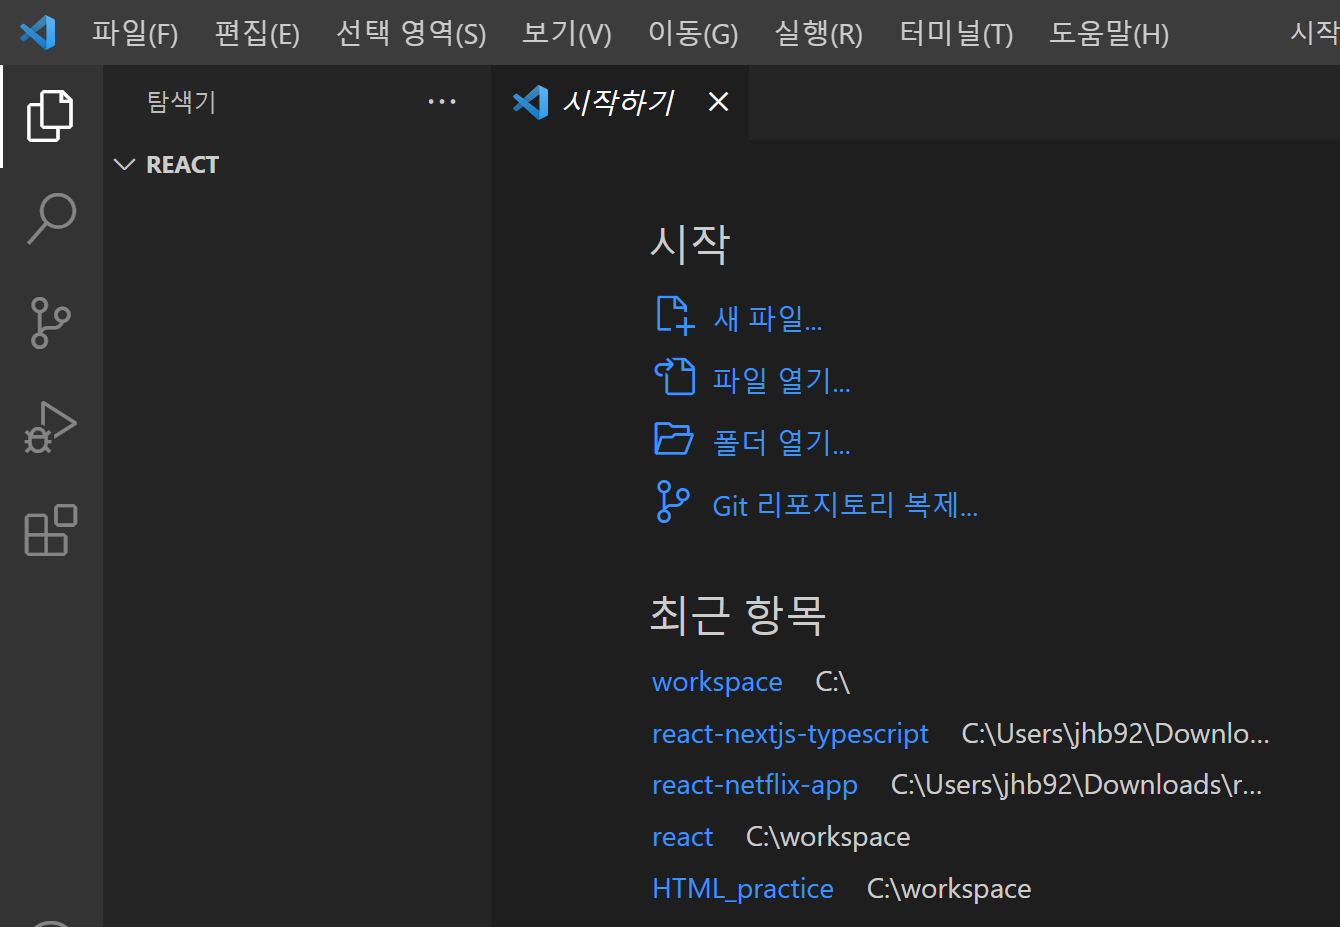 파일(F) 편집(E) 선택 영역(S) 보기(V) 이동(G) 실행(R) 터미널(T) 도움말(H) 시작
탐색기 ···
시작하기
REACT
시작
새 파일...
파일 열기...
폴더 열기...
Git 리포지토리 복제...
최근 항목
workspace C:\
react-nextjs-typescript C:\Users\jhb92\Downlo...
react-netflix-app C:\Users\jhb92\Downloads\r...
react C:\workspace
HTML_practice C:\workspace